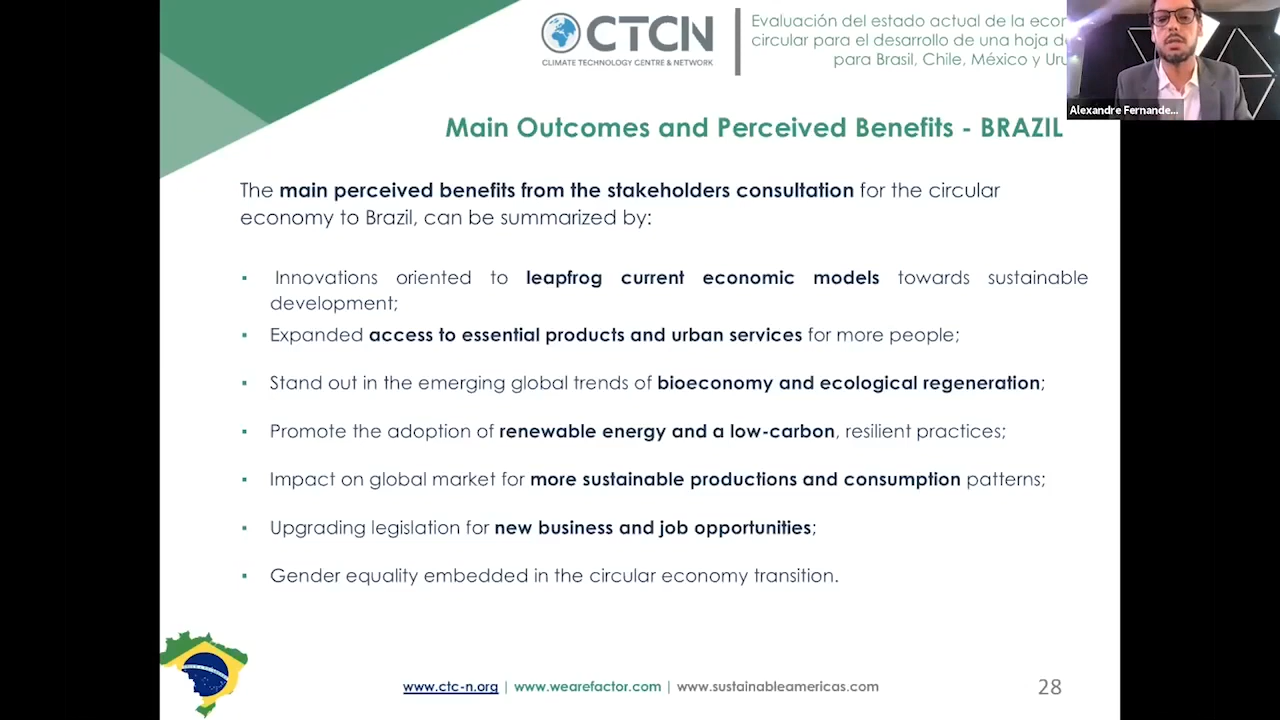 CTCN
CLIMATE TECHNOLOGY CENTRE & NETWORK
Evaluación del estado actual de la
circular para el desarrollo de una hoja
para Brasil, Chile, México y
Alexandre Fernande...
Main Outcomes and Perceived Benefits - BRAZIL
The main perceived benefits from the stakeholders consultation for the circular
economy to Brazil, can be summarized by:
▪ Innovations oriented to leapfrog current economic models towards sustainable
development;
▪ Expanded access to essential products and urban services for more people;
▪ Stand out in the emerging global trends of bioeconomy and ecological regeneration;
▪ Promote the adoption of renewable energy and a low-carbon, resilient practices;
▪ Impact on global market for more sustainable productions and consumption patterns;
▪ Upgrading legislation for new business and job opportunities;
▪ Gender equality embedded in the circular economy transition.
www.ctc-n.org | www.wearefactor.com | www.sustainableamericas.com
28